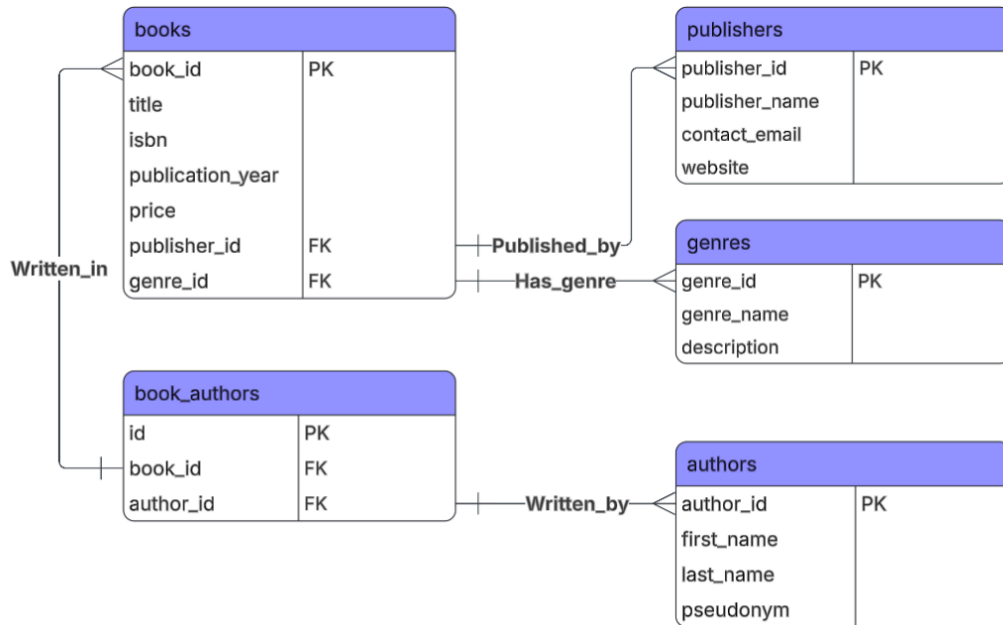 books
book_id PK
title
isbn
publication_year
price
publisher_id FK
genre_id FK
publishers
publisher_id PK
publisher_name
contact_email
website
Published_by
Has_genre
Written_in
genres
genre_id PK
genre_name
description
book_authors
id PK
book_id FK
author_id FK
Written_by
authors
author_id PK
first_name
last_name
pseudonym